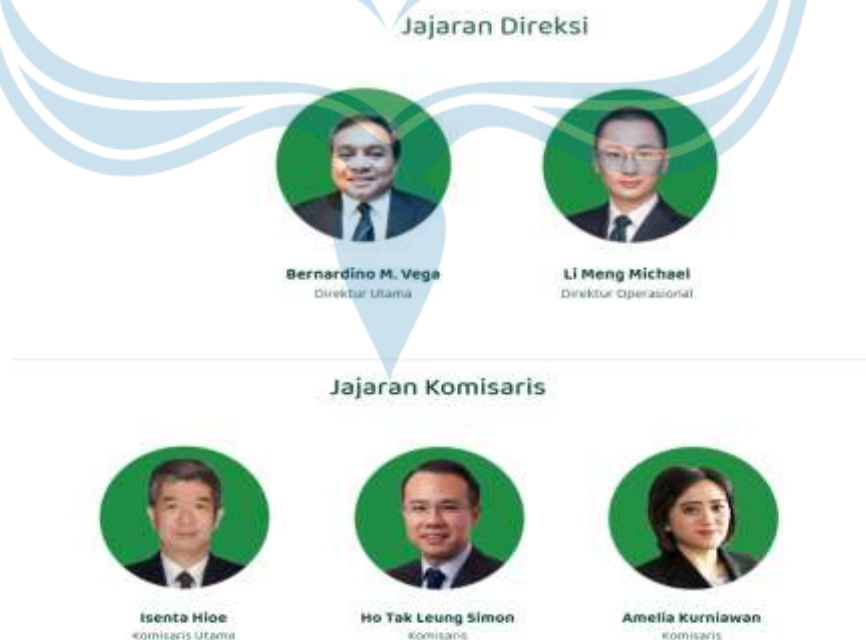 Jajaran Direksi
Bernardino M. Vega
Direktur Utama
Li Meng Michael
Direktur Operasional
Jajaran Komisaris
Isenta Hioe
Komisaris Utama
Ho Tak Leung Simon
Komisaris
Amelia Kurniawan
Komisaris